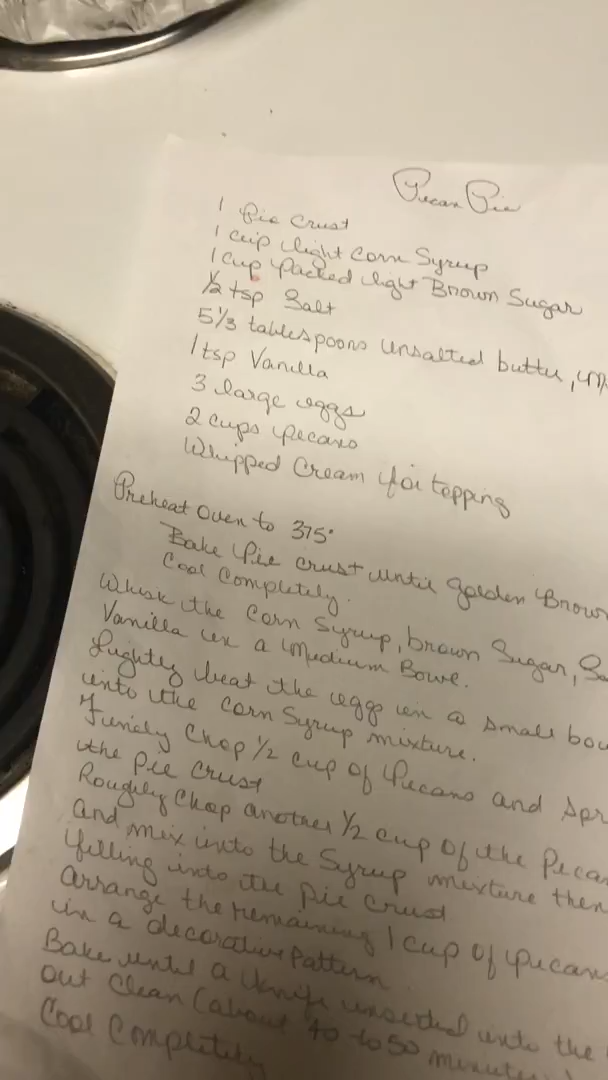 Pecan Pie
1 Pie Crust
1 cup light Corn Syrup
1 Cup Packed light Brown Sugar
1/2 tsp Salt
5 1/3 tablespoons unsalted butter,
1 tsp Vanilla
3 large eggs
2 cups pecans
Whipped Cream for topping
Preheat Oven to 375°
Bake Pie crust until golden Brown
Cool Completely.
Whisk the Corn Syrup, brown Sugar,
Vanilla in a Medium Bowl.
Lightly beat the eggs in a small
into the Corn Syrup mixture.
Finely Chop 1/2 cup of Pecans and
the Pie Crust
Roughly Chop another 1/2 cup of the
and mix into the Syrup mixture then
filling into the pie crust.
arrange the remaining 1 cup of
in a decorative pattern.
Bake until a knife inserted into the
out clean (about 40 to 50
Cool Completely